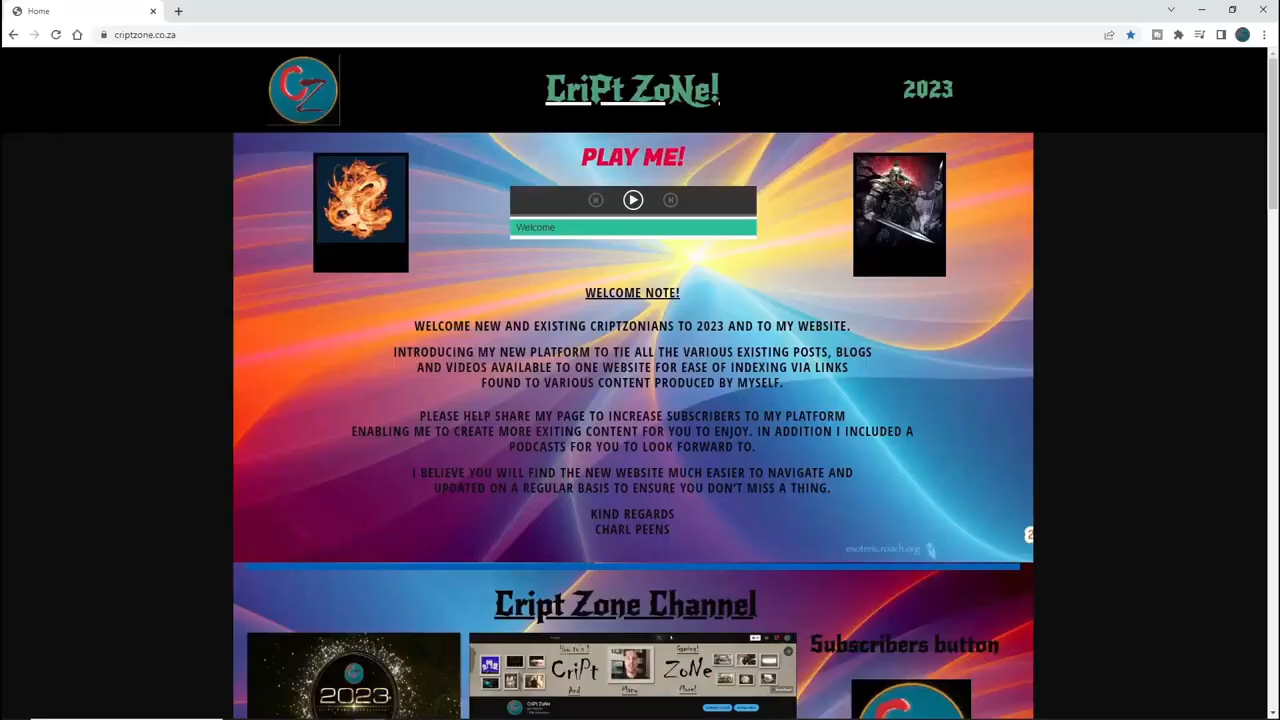 Home
criptzone.co.za
CZ
CriPt ZoNe!
2023
PLAY ME!
Welcome
WELCOME NOTE!
WELCOME NEW AND EXISTING CRIPTZONIANS TO 2023 AND TO MY WEBSITE.
INTRODUCING MY NEW PLATFORM TO TIE ALL THE VARIOUS EXISTING POSTS, BLOGS
AND VIDEOS AVAILABLE TO ONE WEBSITE FOR EASE OF INDEXING VIA LINKS
FOUND TO VARIOUS CONTENT PRODUCED BY MYSELF.
PLEASE HELP SHARE MY PAGE TO INCREASE SUBSCRIBERS TO MY PLATFORM
ENABLING ME TO CREATE MORE EXITING CONTENT FOR YOU TO ENJOY. IN ADDITION I INCLUDED A
PODCASTS FOR YOU TO LOOK FORWARD TO.
I BELIEVE YOU WILL FIND THE NEW WEBSITE MUCH EASIER TO NAVIGATE AND
UPDATED ON A REGULAR BASIS TO ENSURE YOU DON'T MISS A THING.
KIND REGARDS
CHARL PEENS
Cript Zone Channel
Subscribers button
2023
CriPt
ZoNe
And
More
More!
CriPt ZoNe